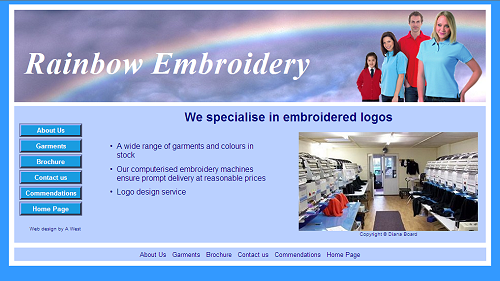 Rainbow Embroidery
We specialise in embroidered logos
About Us
Garments
Brochure
Contact us
Commendations
Home Page
Web design by A West
• A wide range of garments and colours in
stock
• Our computerised embroidery machines
ensure prompt delivery at reasonable prices
• Logo design service
Copyright © Diana Board
About Us Garments Brochure Contact us Commendations Home Page